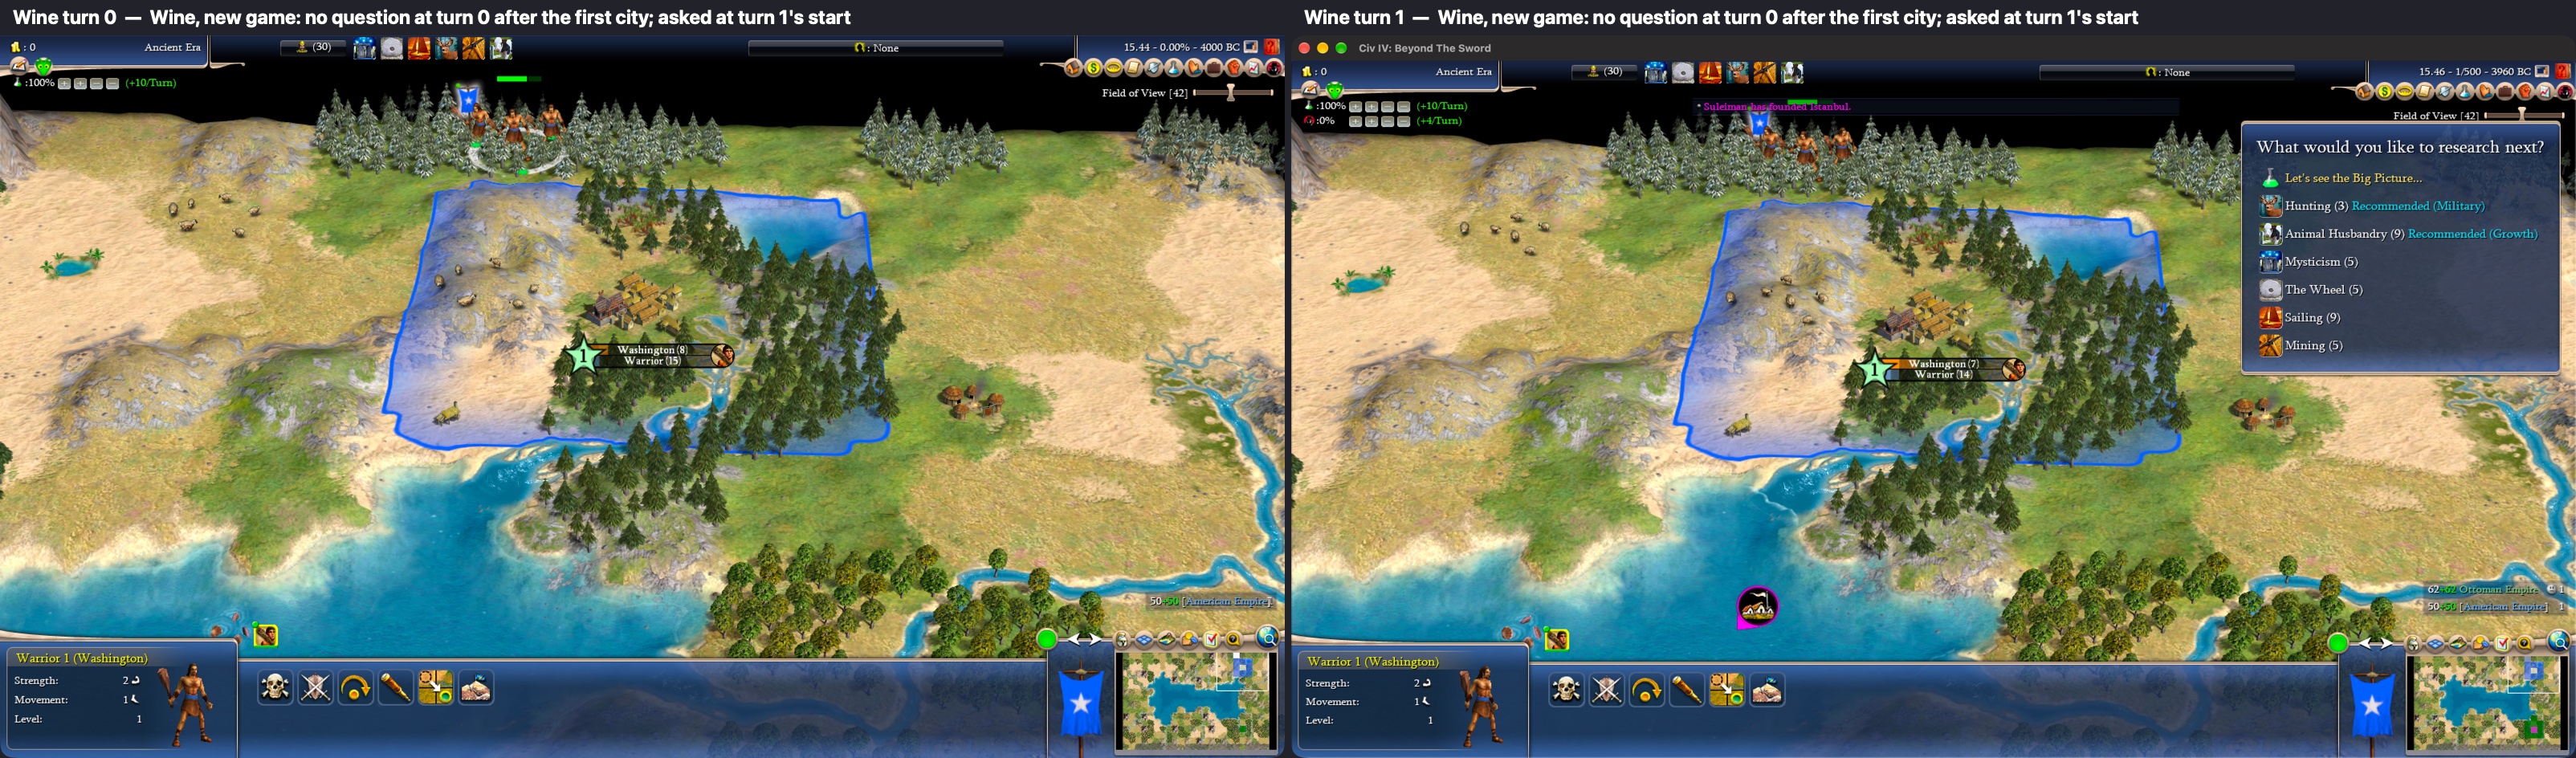 Wine turn 0 — Wine, new game: no question at turn 0 after the first city; asked at turn 1's start
: 0
Ancient Era
(30)
: None
15.44 - 0.00% - 4000 BC
:100%
(+10/Turn)
Field of View [42]
Washington (8)
Warrior (15)
1
50
[American Empire]
Warrior 1 (Washington)
Strength: 2
Movement: 1
Level: 1
Wine turn 1 — Wine, new game: no question at turn 0 after the first city; asked at turn 1's start
Civ IV: Beyond The Sword
: 0
Ancient Era
(30)
: None
15.46 - 1/500 - 3960 BC
:100%
(+10/Turn)
:0%
(+4/Turn)
Suleiman has founded Istanbul.
Field of View [42]
What would you like to research next?
Let's see the Big Picture...
Hunting (3) Recommended (Military)
Animal Husbandry (9) Recommended (Growth)
Mysticism (5)
The Wheel (5)
Sailing (9)
Mining (5)
Washington (7)
Warrior (14)
1
Ottoman Empire
1
50
[American Empire]
1
Warrior 1 (Washington)
Strength: 2
Movement: 1
Level: 1